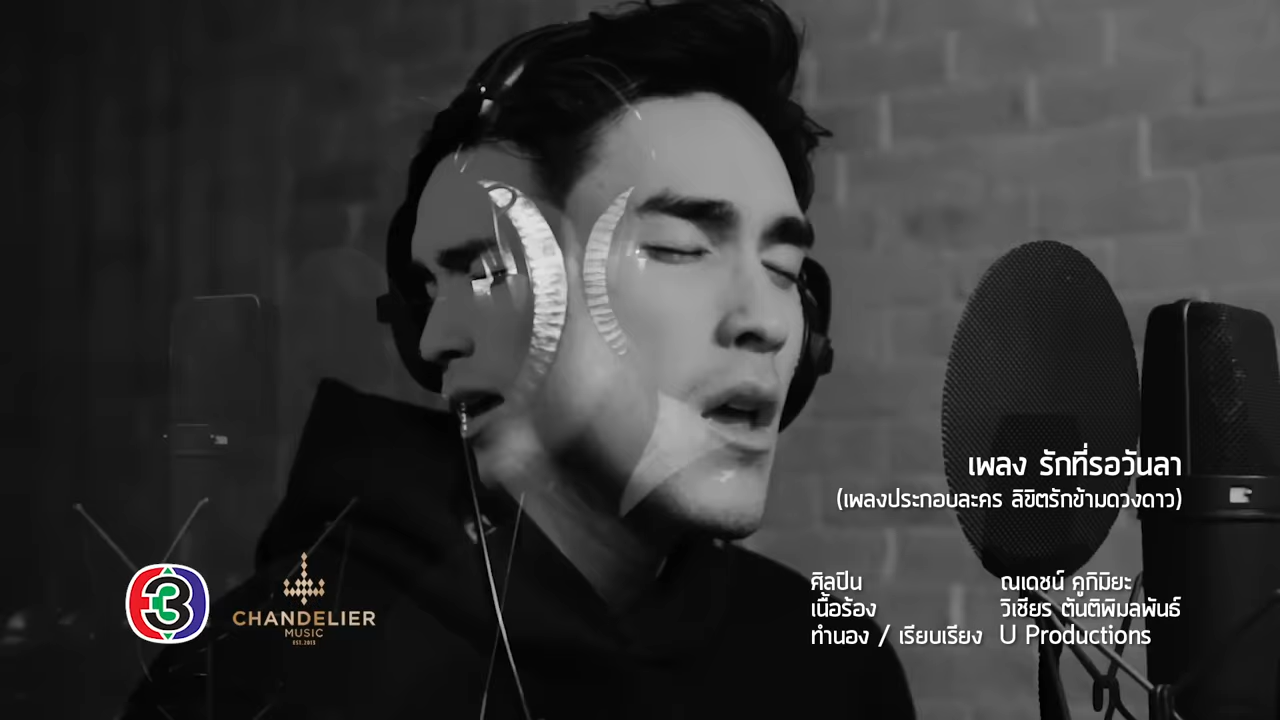 เพลง รักที่รอวันลา
(เพลงประกอบละคร ลิขิตรักข้ามดวงดาว)
ศิลปิน ณเดชน์ คูกิมิยะ
เนื้อร้อง วิเชียร ตันติพิมลพันธ์
ทำนอง / เรียบเรียง U Productions
3
CHANDELIER
MUSIC
EST.2013